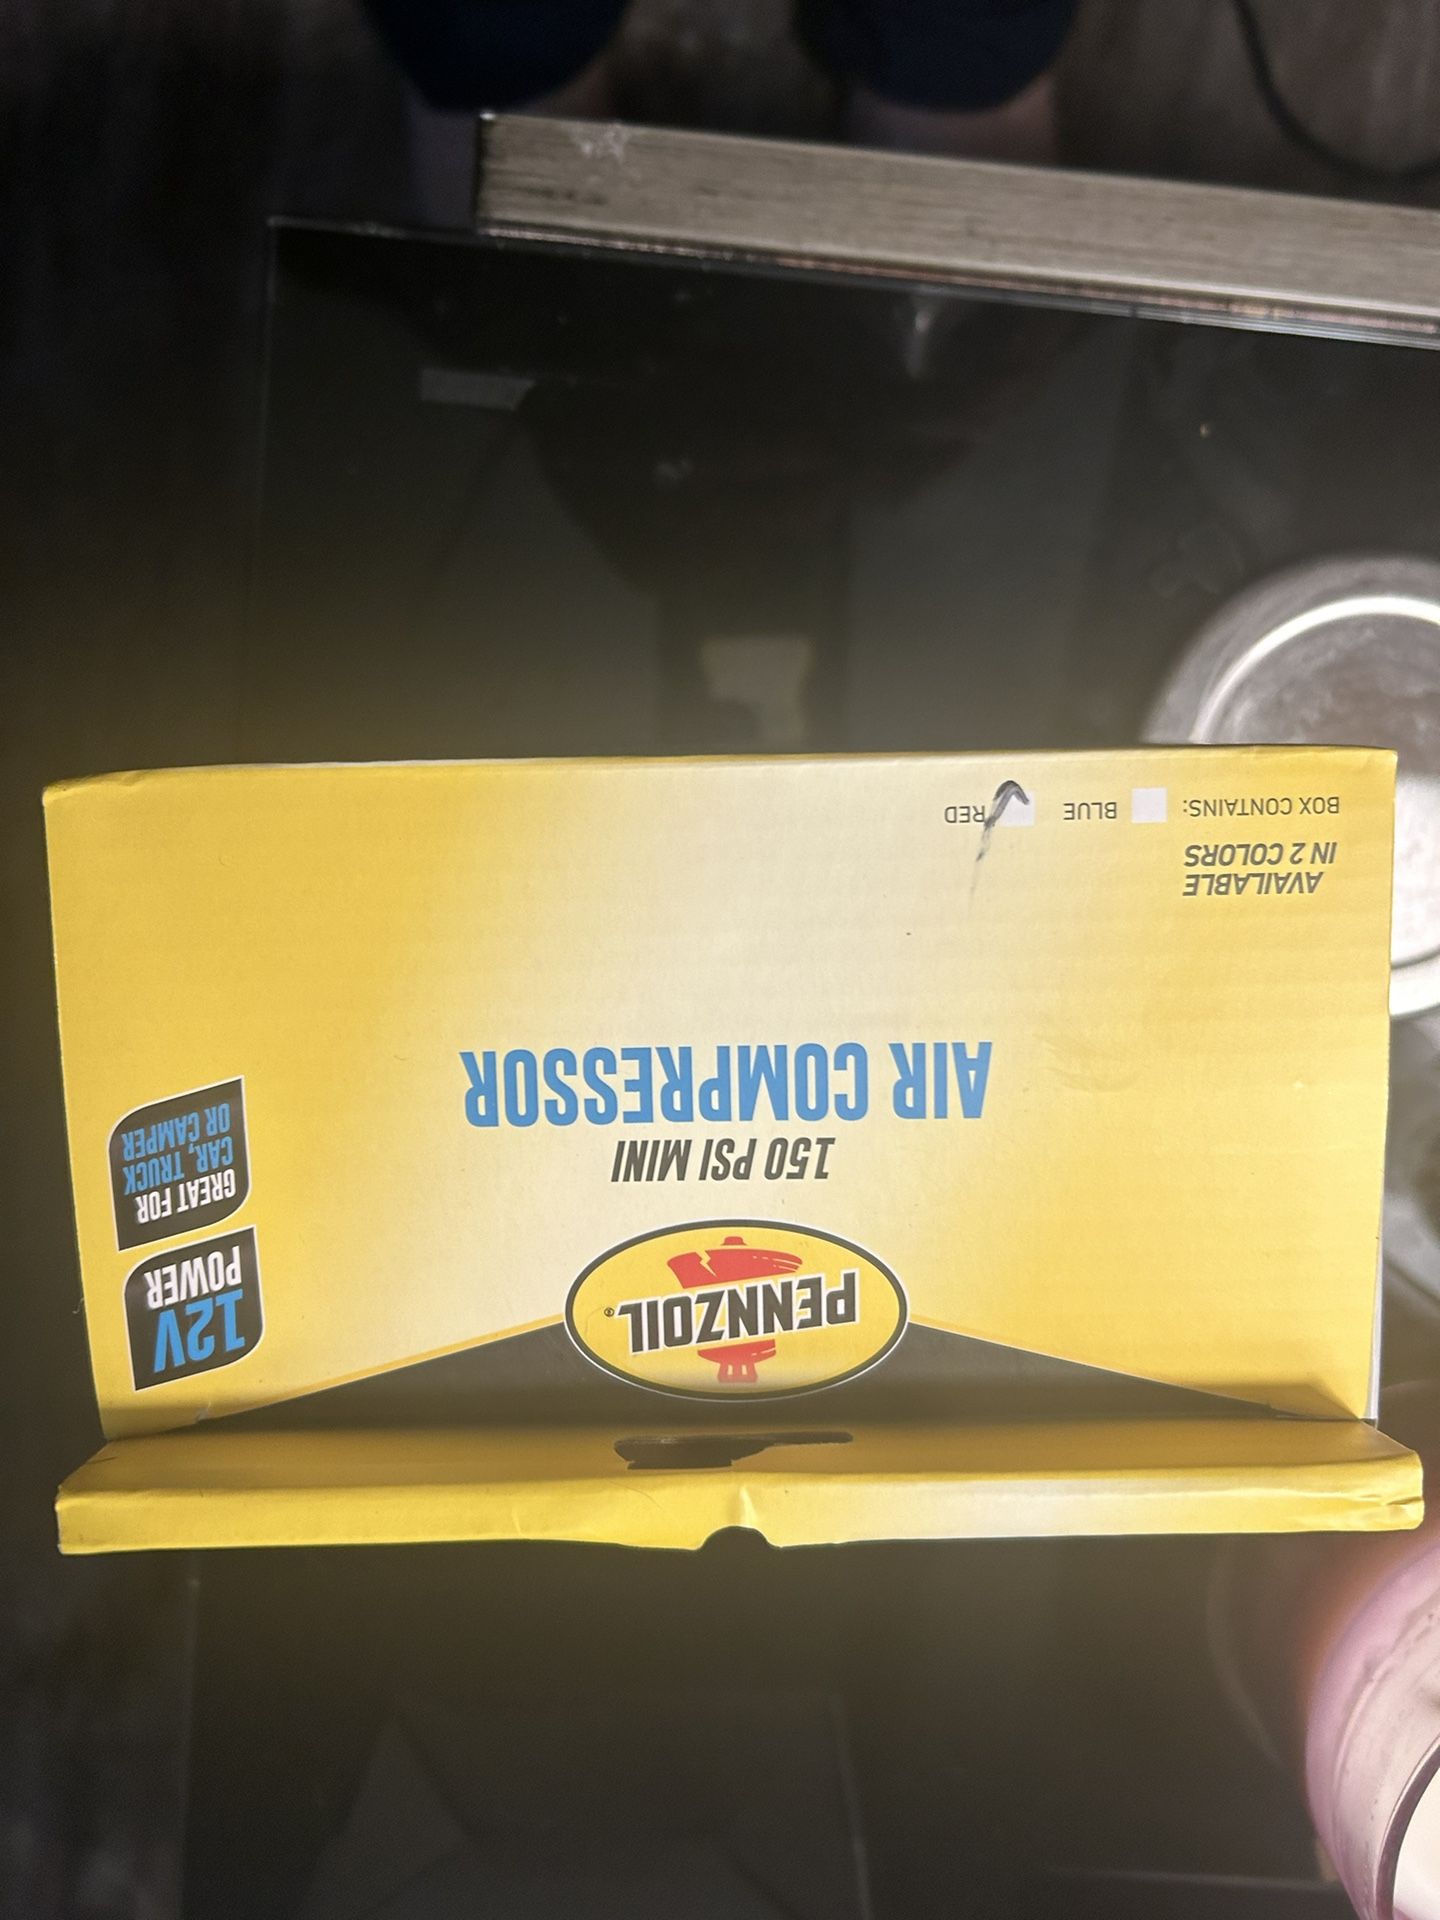 PENNZOIL®
150 PSI MINI
AIR COMPRESSOR
12V
POWER
GREAT FOR
CAR, TRUCK
OR CAMPER
AVAILABLE
IN 2 COLORS
BOX CONTAINS: BLUE RED